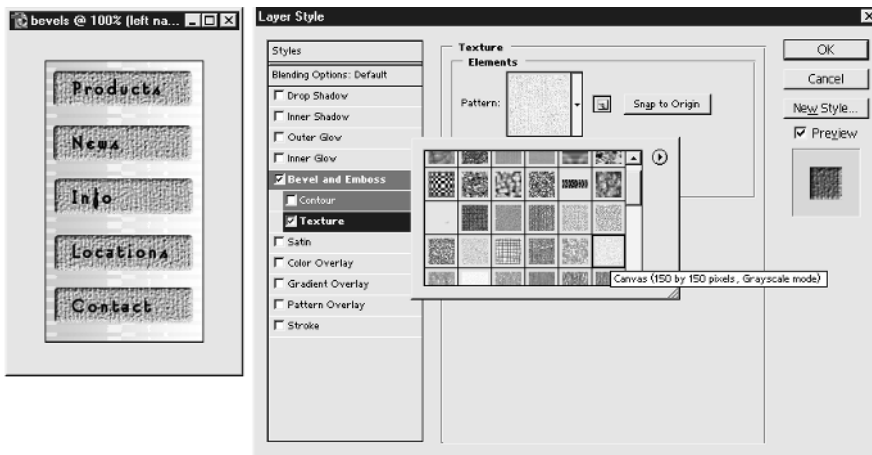 bevels @ 100% (left na...
Products
News
Info
Locations
Contact
Layer Style
Styles
Blending Options: Default
Drop Shadow
Inner Shadow
Outer Glow
Inner Glow
Bevel and Emboss
Contour
Texture
Satin
Color Overlay
Gradient Overlay
Pattern Overlay
Stroke
Texture
Elements
Pattern:
Snap to Origin
Canvas (150 by 150 pixels, Grayscale mode)
OK
Cancel
New Style...
Preview